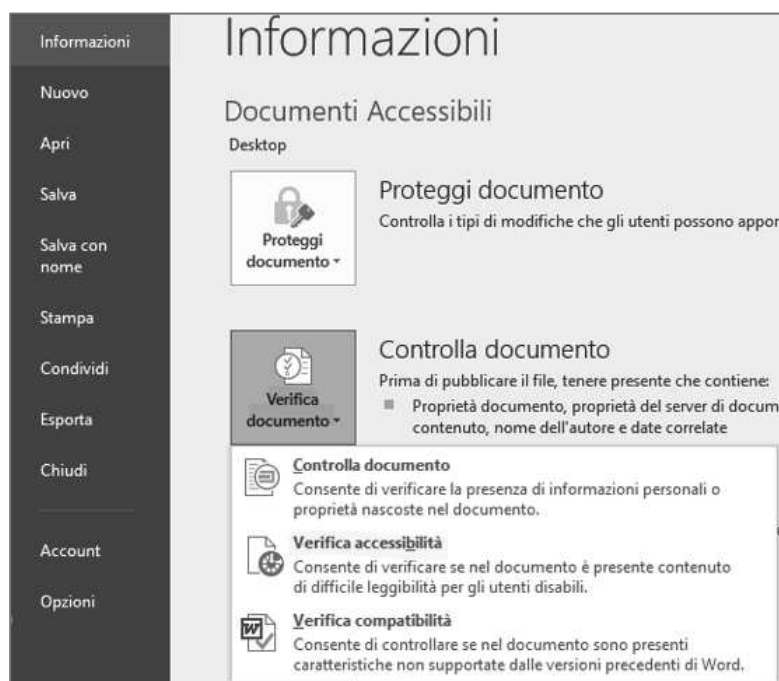 Informazioni
Nuovo
Apri
Salva
Salva con
nome
Stampa
Condividi
Esporta
Chiudi
Account
Opzioni
Informazioni
Documenti Accessibili
Desktop
Proteggi
documento
Proteggi documento
Controlla i tipi di modifiche che gli utenti possono appor
Verifica
documento
Controlla documento
Prima di pubblicare il file, tenere presente che contiene:
Proprietà documento, proprietà del server di docum
contenuto, nome dell'autore e date correlate
Controlla documento
Consente di verificare la presenza di informazioni personali o
proprietà nascoste nel documento.
Verifica accessibilità
Consente di verificare se nel documento è presente contenuto
di difficile leggibilità per gli utenti disabili.
Verifica compatibilità
Consente di controllare se nel documento sono presenti
caratteristiche non supportate dalle versioni precedenti di Word.